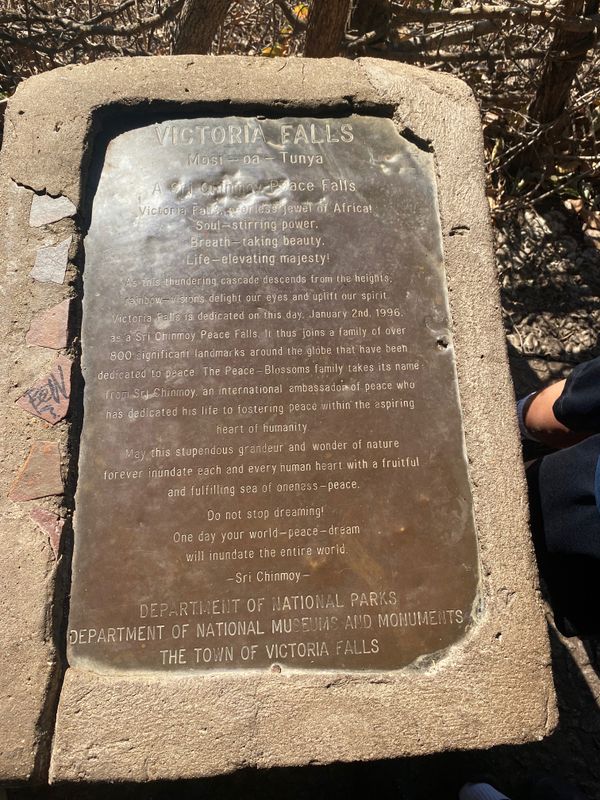 VICTORIA FALLS
Mosi-oa-Tunya
A Sri Chinmoy Peace Falls
Victoria Falls, peerless jewel of Africa!
Soul-stirring power,
Breath-taking beauty,
Life-elevating majesty!
As this thundering cascade descends from the heights,
rainbow-visions delight our eyes and uplift our spirit.
Victoria Falls is dedicated on this day, January 2nd, 1996,
as a Sri Chinmoy Peace Falls. It thus joins a family of over
800 significant landmarks around the globe that have been
dedicated to peace. The Peace-Blossoms family takes its name
from Sri Chinmoy, an international ambassador of peace who
has dedicated his life to fostering peace within the aspiring
heart of humanity.
May this stupendous grandeur and wonder of nature
forever inundate each and every human heart with a fruitful
and fulfilling sea of oneness-peace.
Do not stop dreaming!
One day your world-peace-dream
will inundate the entire world.
-Sri Chinmoy-
DEPARTMENT OF NATIONAL PARKS
DEPARTMENT OF NATIONAL MUSEUMS AND MONUMENTS
THE TOWN OF VICTORIA FALLS